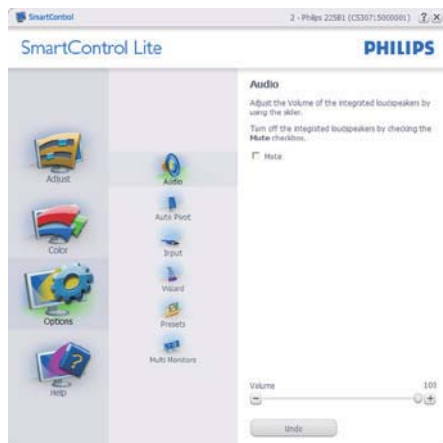 SmartControl
2 - Philips 225B1 (CS30715000001)
SmartControl Lite
PHILIPS
Adjust
Color
Options
Help
Audio
Auto Pivot
Input
Wizard
Presets
Multi Monitors
Audio
Adjust the Volume of the integrated loudspeakers by
using the slider.
Turn off the integrated loudspeakers by checking the
Mute checkbox.
Mute
Volume
100
Undo